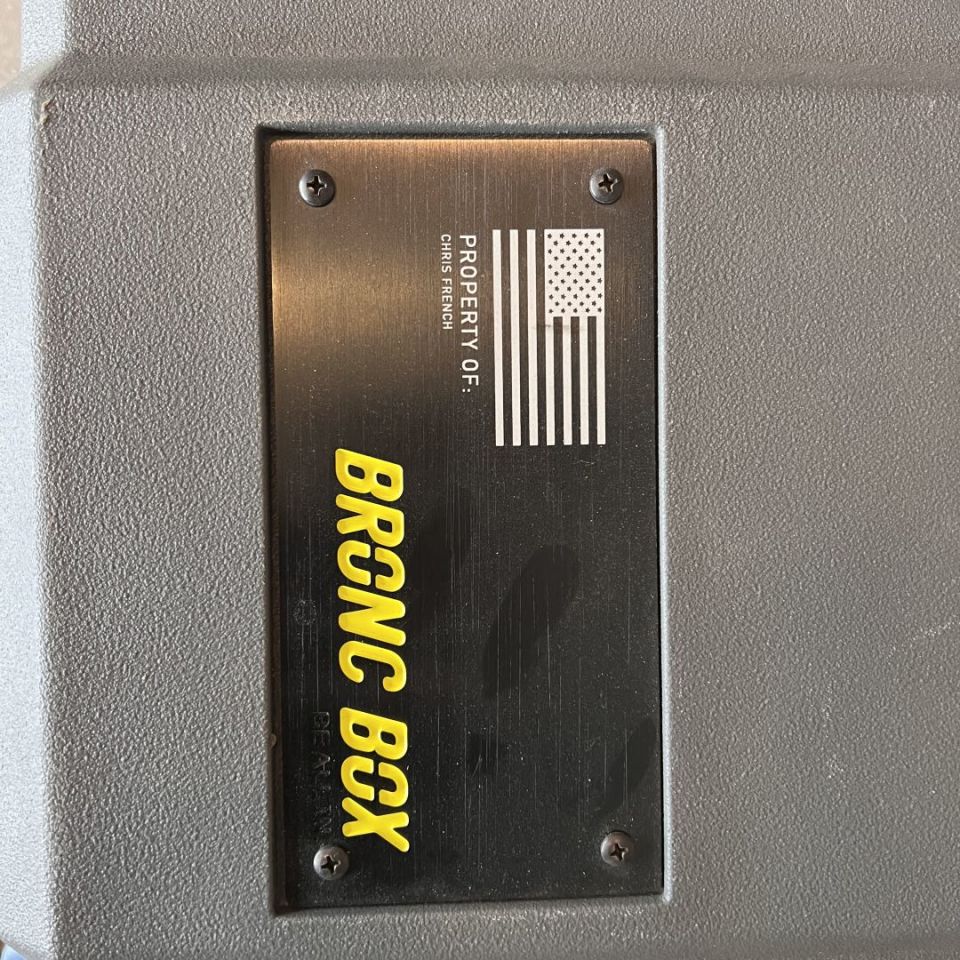 PROPERTY OF:
CHRIS FRENCH
BRONC BOX